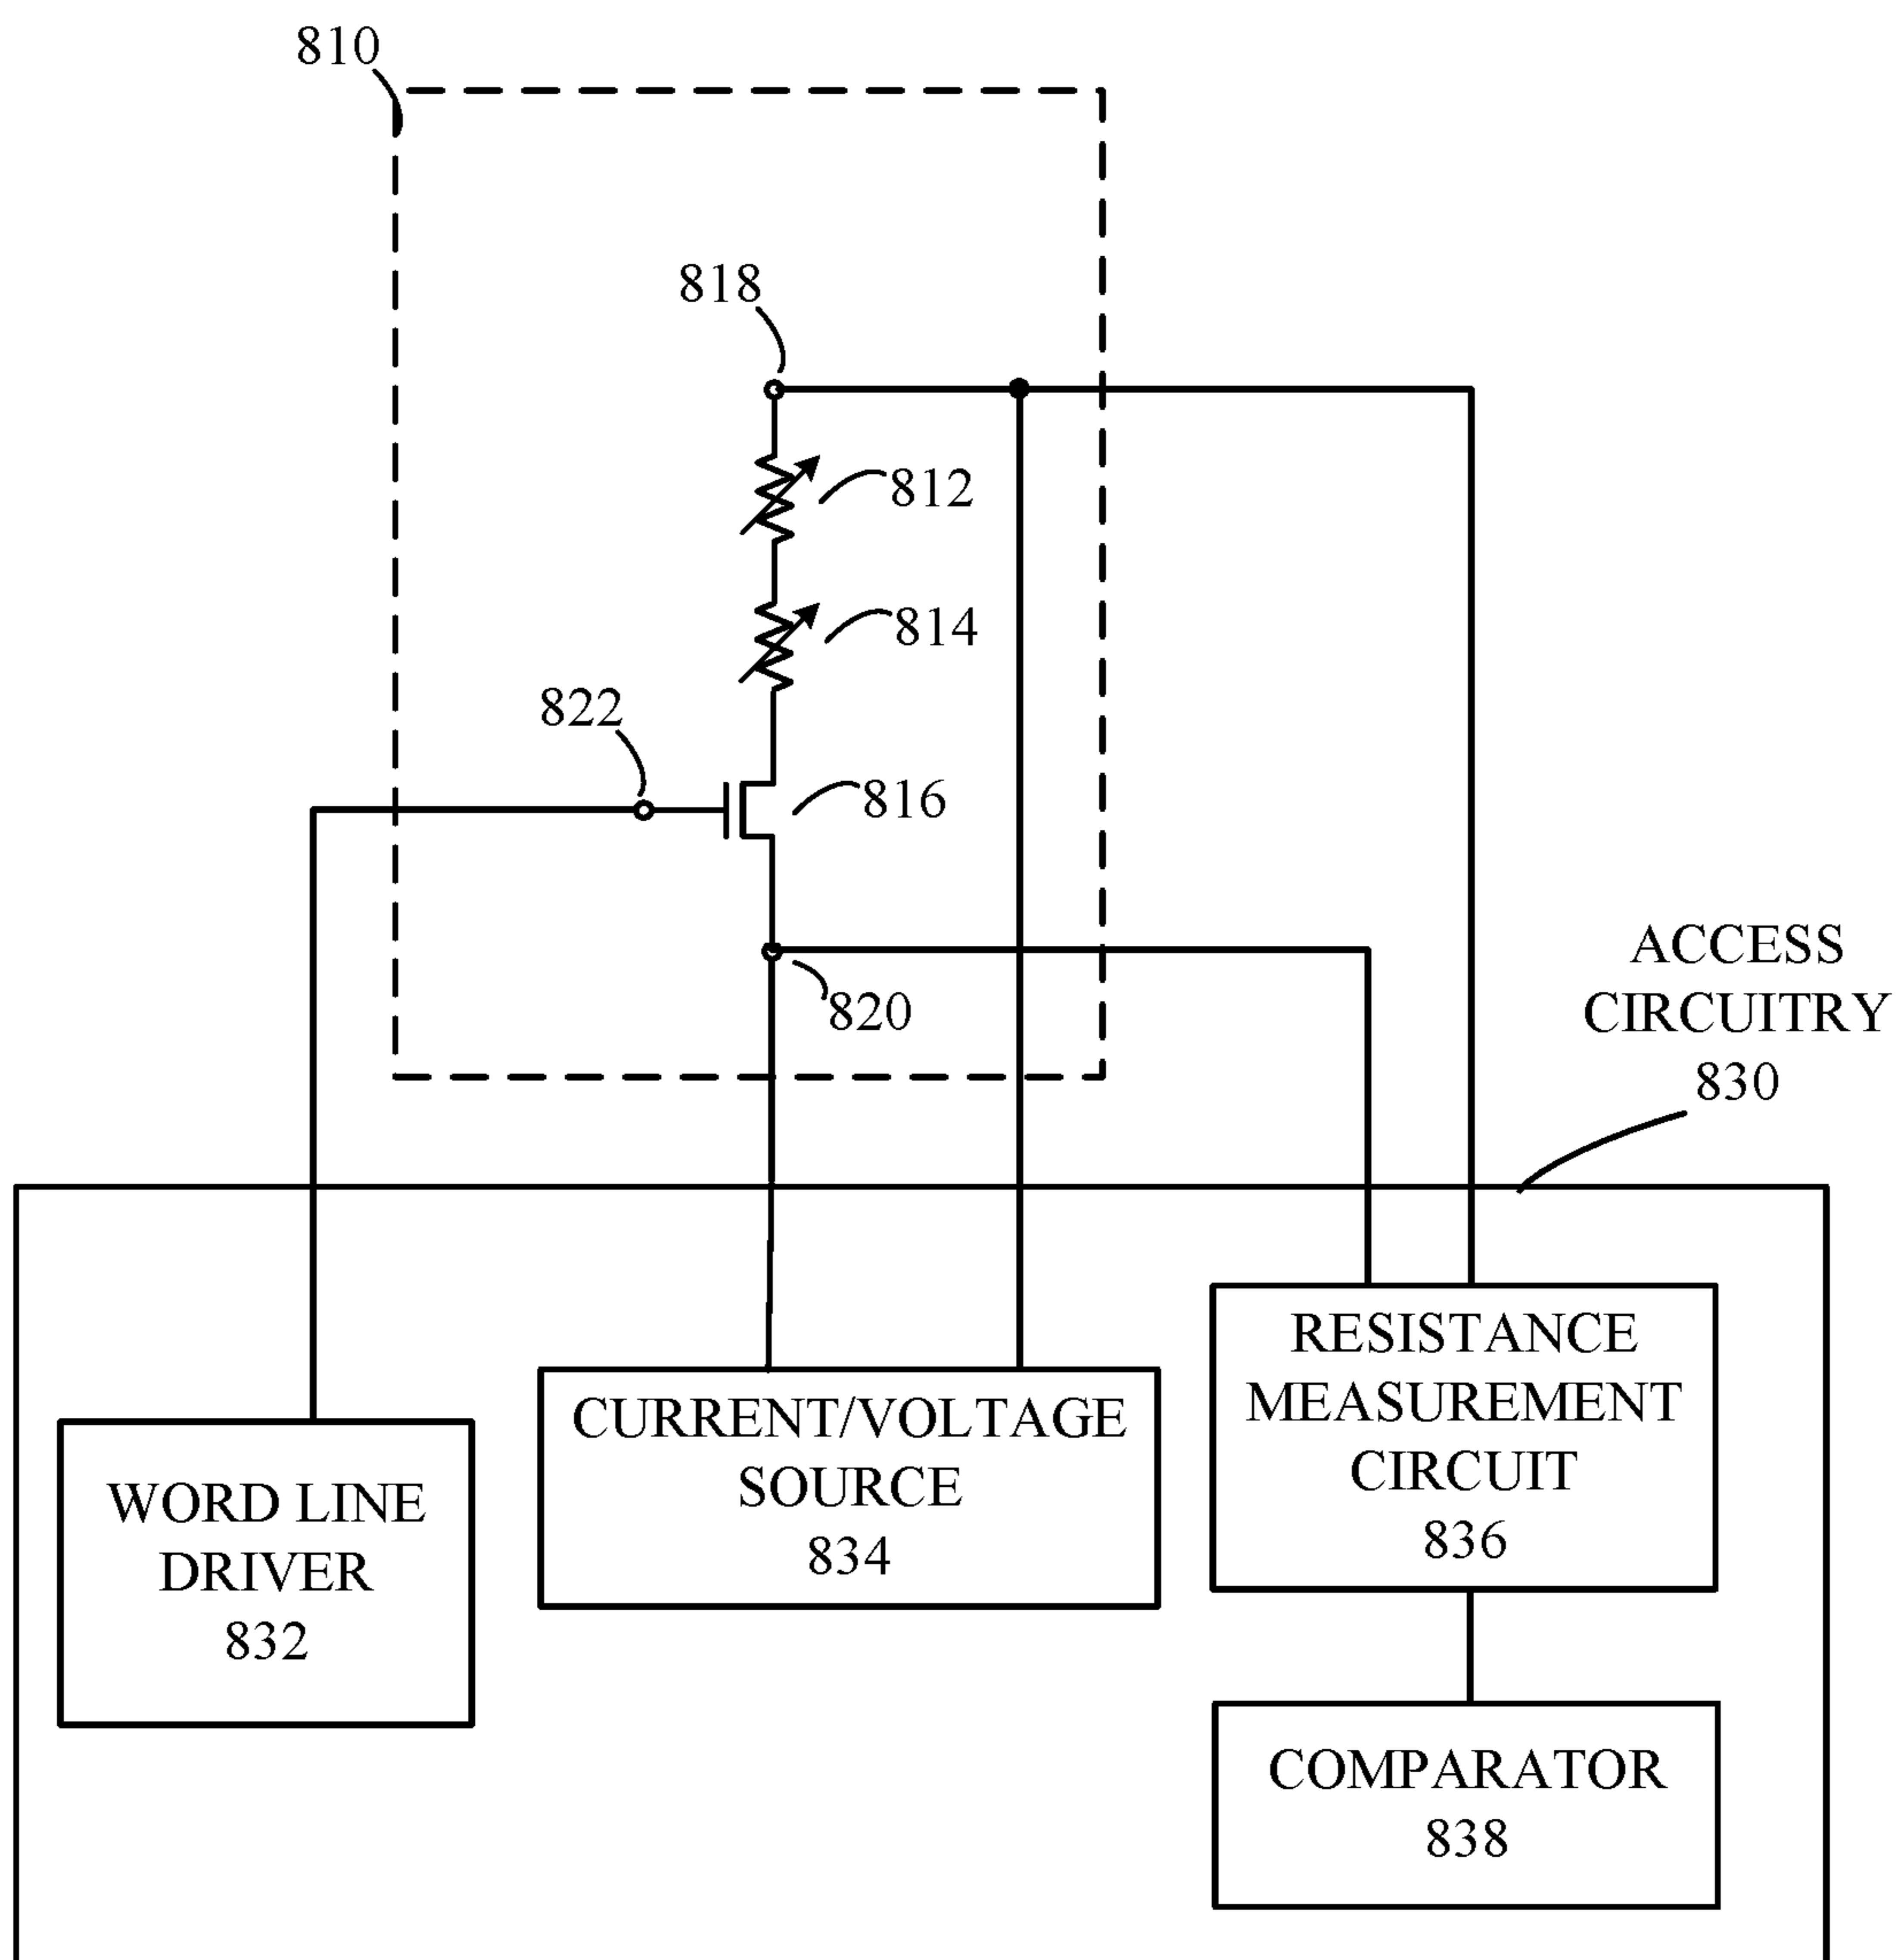 810
818
812
814
822
816
820
ACCESS
CIRCUITRY
830
RESISTANCE
MEASUREMENT
CIRCUIT
836
CURRENT/VOLTAGE
SOURCE
834
WORD LINE
DRIVER
832
COMPARATOR
838